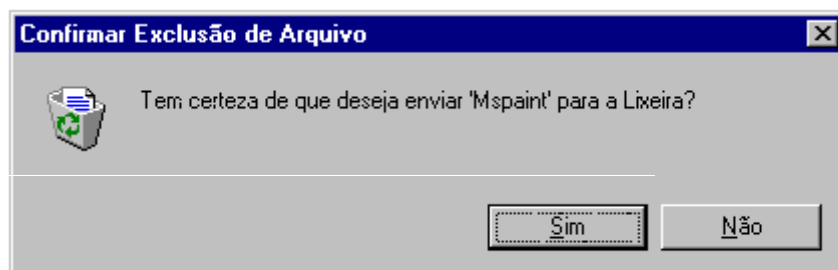 Confirmar Exclusão de Arquivo
Tem certeza de que deseja enviar 'Mspaint' para a Lixeira?
Sim
Não